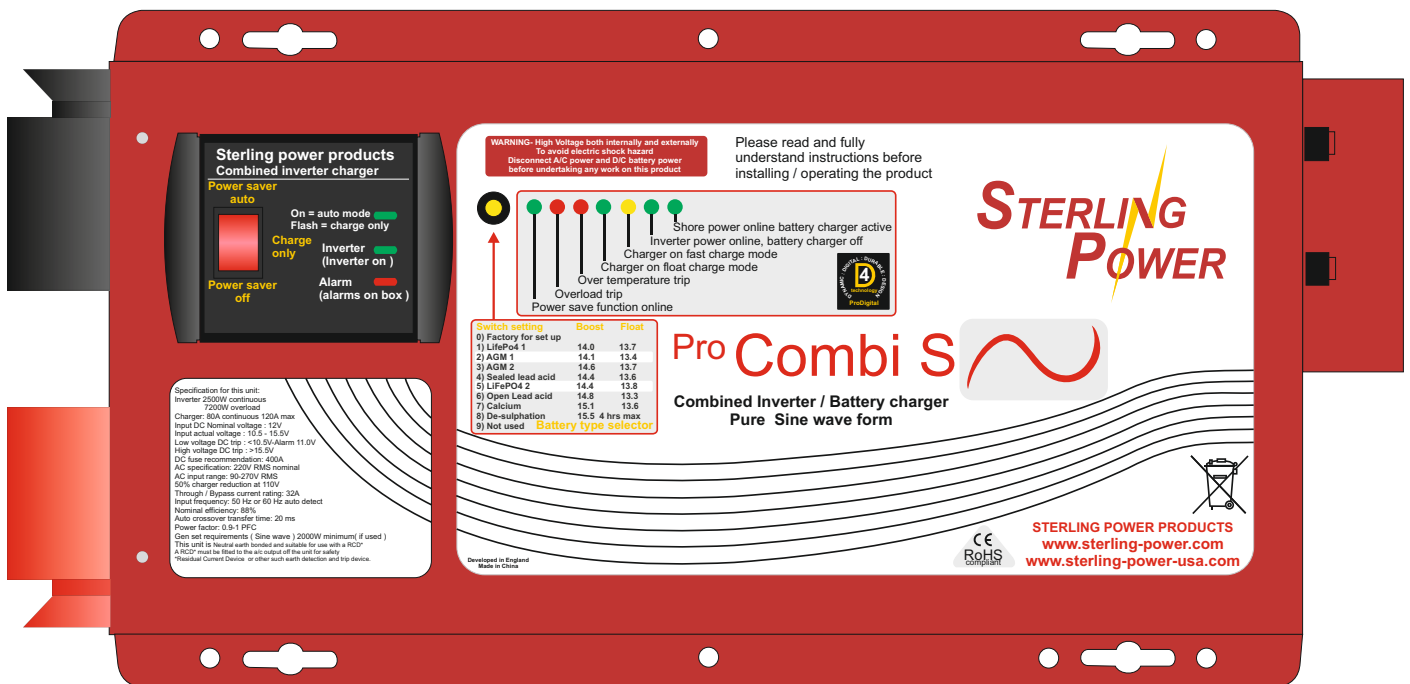 Sterling power products
Combined inverter charger
Power saver
auto
On = auto mode
Flash = charge only
Charge
only
Inverter
(Inverter on )
Power saver
off
Alarm
(alarms on box )
WARNING- High Voltage both internally and externally
To avoid electric shock hazard
Disconnect A/C power and D/C battery power
before undertaking any work on this product
Please read and fully
understand instructions before
installing / operating the product
Shore power online battery charger active
Inverter power online, battery charger off
Charger on fast charge mode
Charger on float charge mode
Over temperature trip
Overload trip
Power save function online
DYNAMIC : DIGITAL : DURABLE : DESIGN
D
4
technology
ProDigital
STERLING
POWER
Switch setting Boost Float
0) Factory for set up
1) LifePo4 1 14.0 13.7
2) AGM 1 14.1 13.4
3) AGM 2 14.6 13.7
4) Sealed lead acid 14.4 13.6
5) LiFePO4 2 14.4 13.8
6) Open Lead acid 14.8 13.3
7) Calcium 15.1 13.6
8) De-sulphation 15.5 4 hrs max
9) Not used Battery type selector
Pro Combi S
Combined Inverter / Battery charger
Pure Sine wave form
Specification for this unit:
Inverter 2500W continuous
7200W overload
Charger: 80A continuous 120A max
Input DC Nominal voltage : 12V
Input actual voltage : 10.5 - 15.5V
Low voltage DC trip : <10.5V-Alarm 11.0V
High voltage DC trip : >15.5V
DC fuse recommendation: 400A
AC specification: 220V RMS nominal
AC input range: 90-270V RMS
50% charger reduction at 110V
Through / Bypass current rating: 32A
Input frequency: 50 Hz or 60 Hz auto detect
Nominal efficiency: 88%
Auto crossover transfer time: 20 ms
Power factor: 0.9-1 PFC
Gen set requirements ( Sine wave ) 2000W minimum( if used )
This unit is Neutral earth bonded and suitable for use with a RCD*
A RCD* must be fitted to the a/c output off the unit for safety
*Residual Current Device or other such earth detection and trip device.
Developed in England
Made in China
CE
RoHS
compliant
STERLING POWER PRODUCTS
www.sterling-power.com
www.sterling-power-usa.com